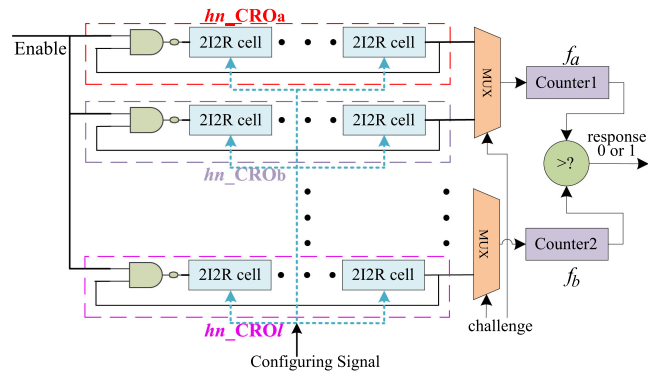 hn_CROa
Enable
2I2R cell
2I2R cell
MUX
fa
Counter1
hn_CROb
2I2R cell
2I2R cell
>?
response
0 or 1
MUX
Counter2
fb
hn_CROl
2I2R cell
2I2R cell
challenge
Configuring Signal